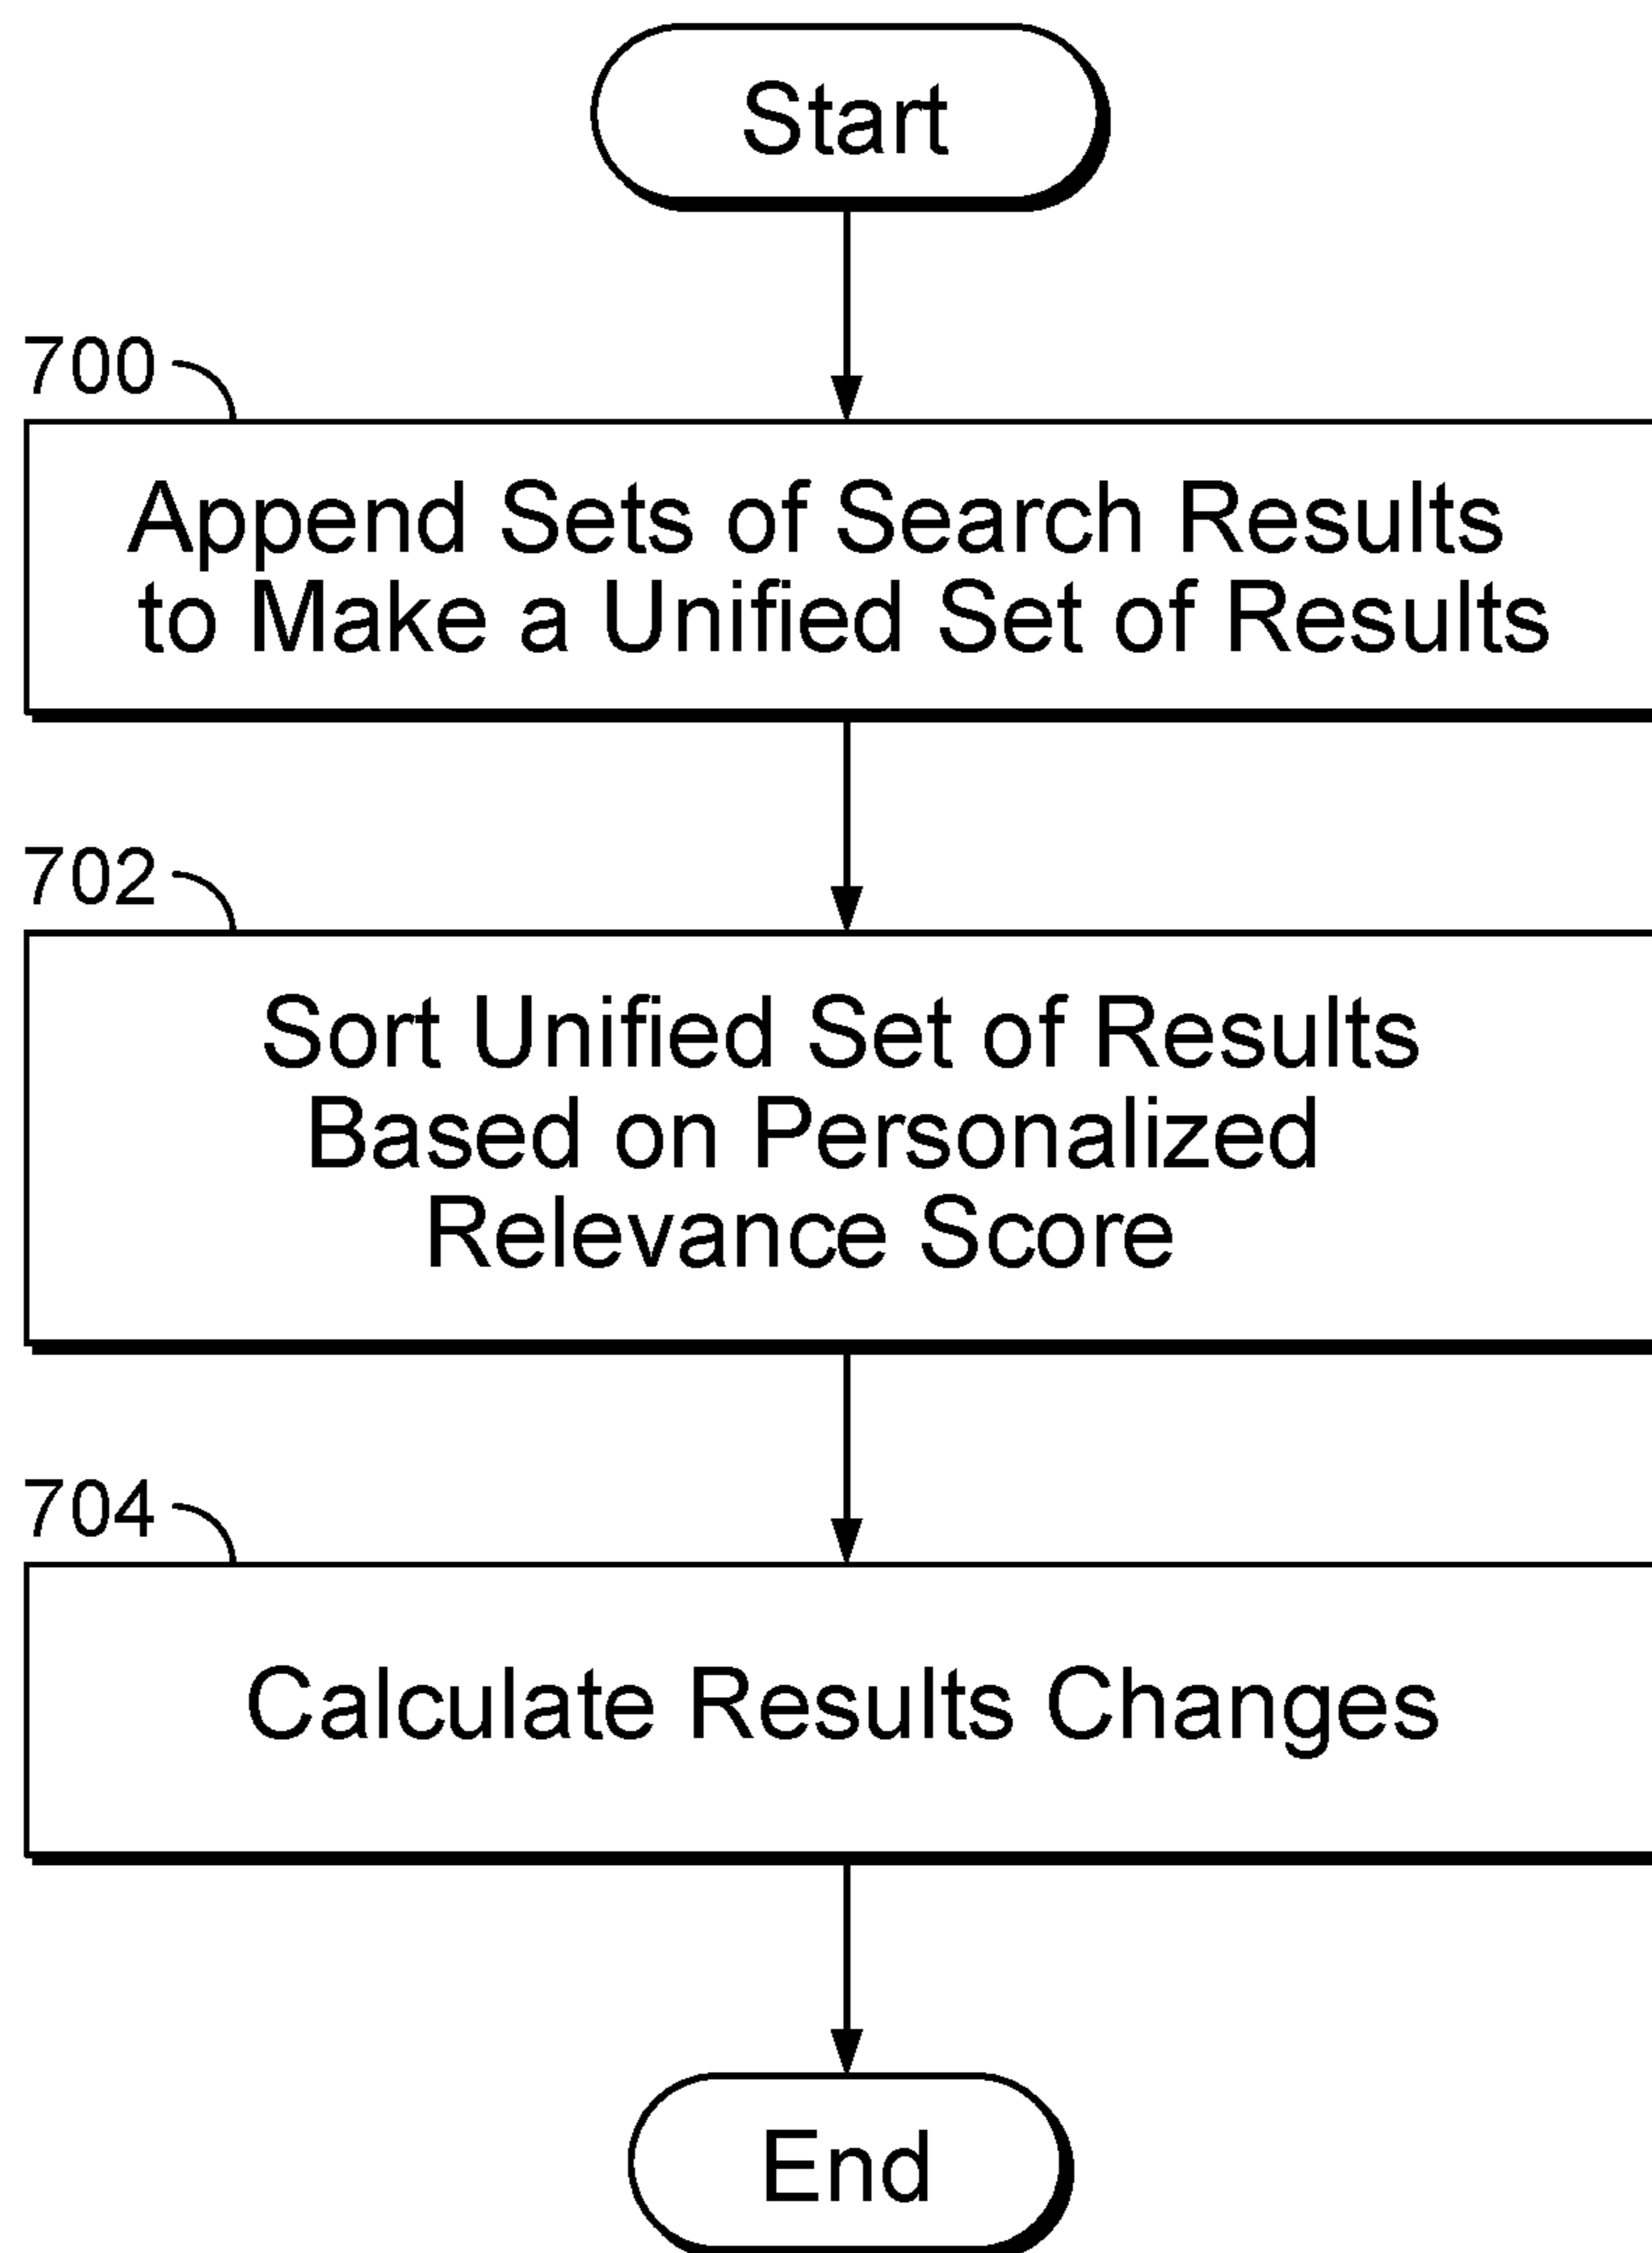 Start
700
Append Sets of Search Results
to Make a Unified Set of Results
702
Sort Unified Set of Results
Based on Personalized
Relevance Score
704
Calculate Results Changes
End